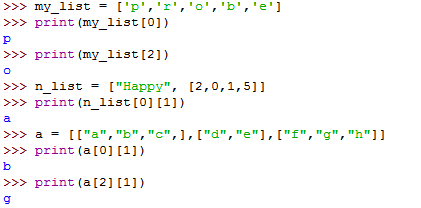 >>> my_list = ['p','r','o','b','e']
>>> print(my_list[0])
p
>>> print(my_list[2])
o
>>> n_list = ["Happy", [2,0,1,5]]
>>> print(n_list[0][1])
a
>>> a = [["a","b","c",],["d","e"],["f","g","h"]]
>>> print(a[0][1])
b
>>> print(a[2][1])
g